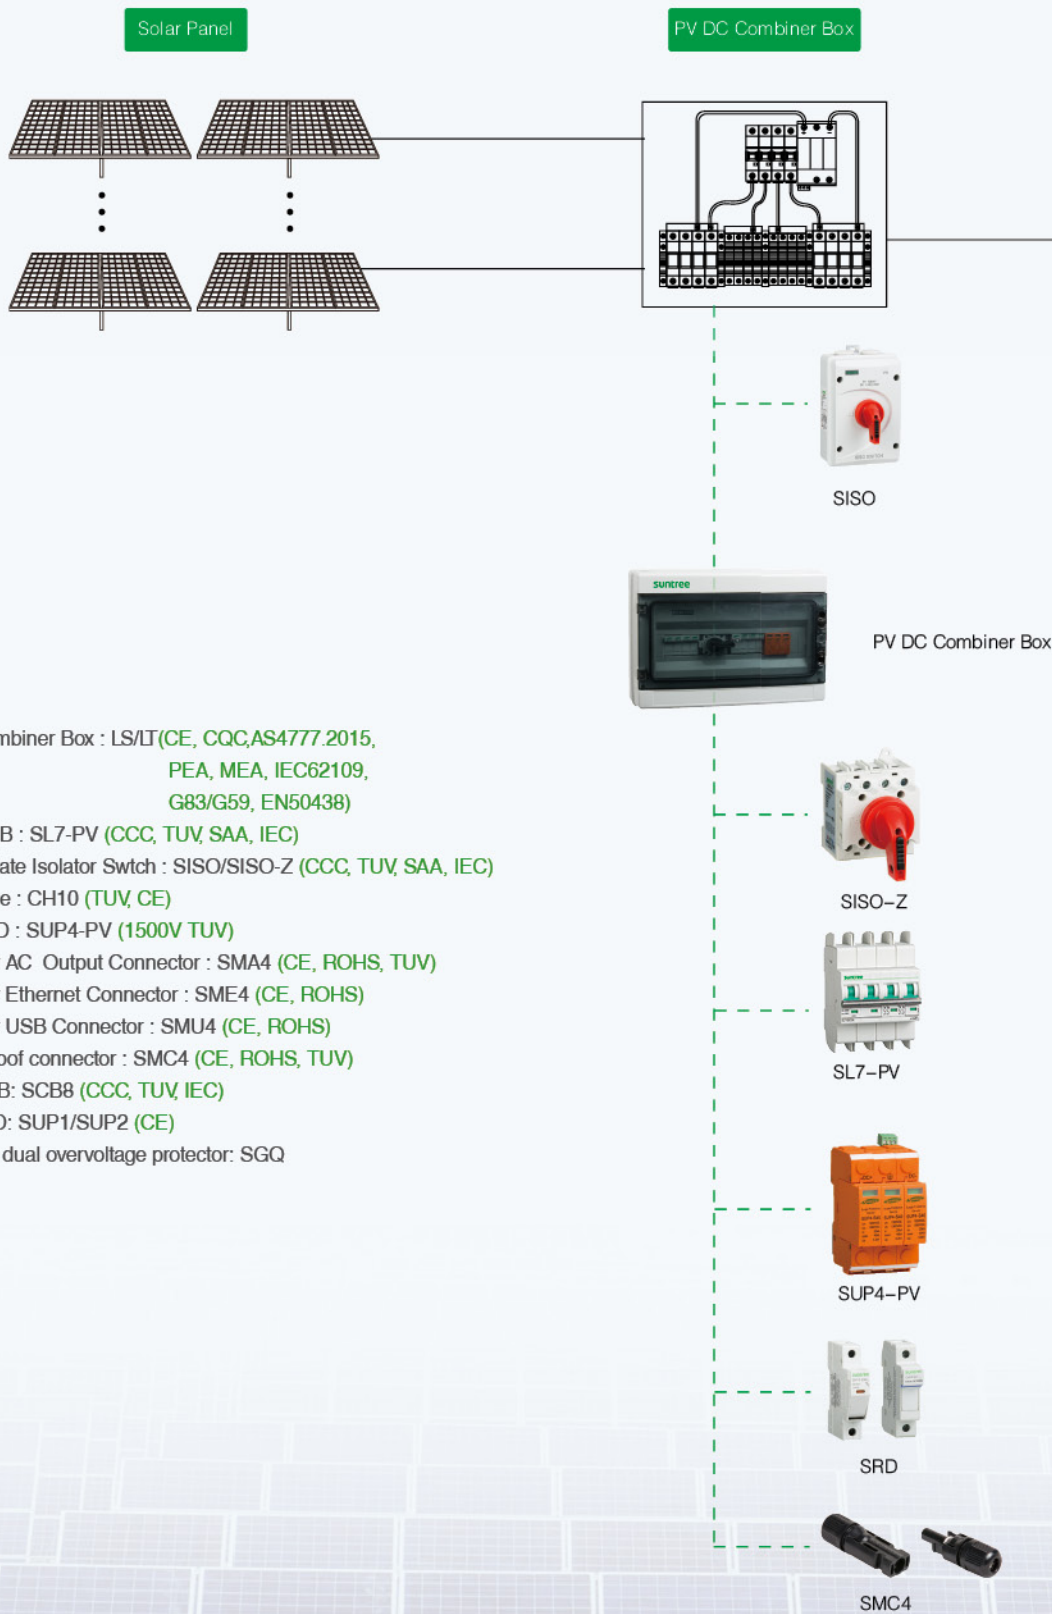 Solar Panel
PV DC Combiner Box
SISO
suntree
PV DC Combiner Box
mbiner Box : LS/LT(CE, CQC,AS4777.2015,
PEA, MEA, IEC62109,
G83/G59, EN50438)
B : SL7-PV (CCC, TUV, SAA, IEC)
ate Isolator Swtch : SISO/SISO-Z (CCC, TUV, SAA, IEC)
e : CH10 (TUV, CE)
D : SUP4-PV (1500V TUV)
AC Output Connector : SMA4 (CE, ROHS, TUV)
Ethernet Connector : SME4 (CE, ROHS)
USB Connector : SMU4 (CE, ROHS)
oof connector : SMC4 (CE, ROHS, TUV)
B: SCB8 (CCC, TUV, IEC)
D: SUP1/SUP2 (CE)
dual overvoltage protector: SGQ
SISO–Z
suntree
SL7–PV
SUP4–PV
SRD
SMC4